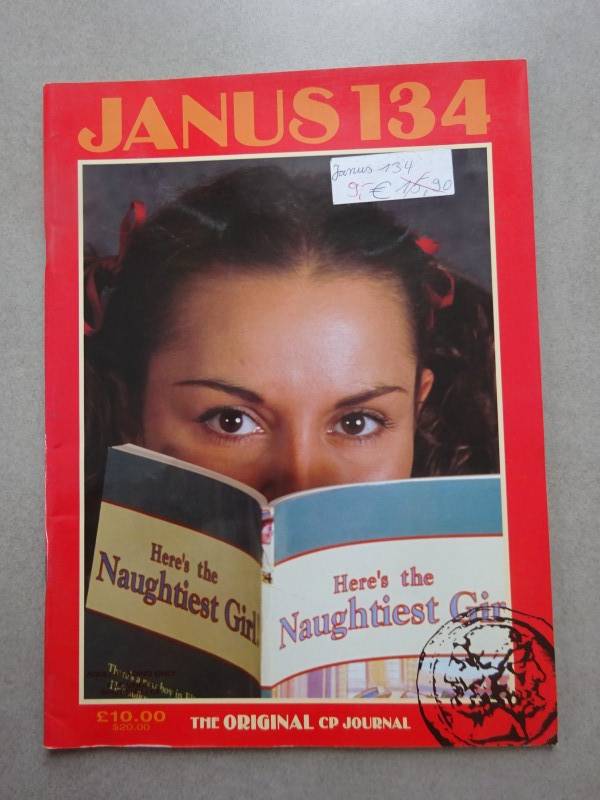 JANUS 134
Janus 134
9,- € 15,90
Here's the
Naughtiest Girl!
Here's the
Naughtiest Gir
£10.00
$20.00
THE ORIGINAL CP JOURNAL